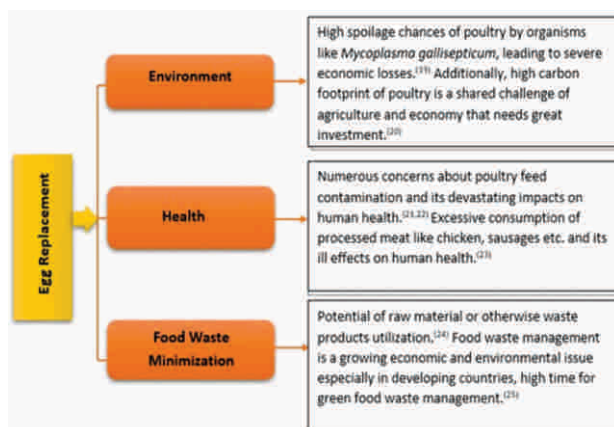 Egg Replacement
Environment
High spoilage chances of poultry by organisms
like Mycoplasma gallisepticum, leading to severe
economic losses.(19) Additionally, high carbon
footprint of poultry is a shared challenge of
agriculture and economy that needs great
investment.(20)
Health
Numerous concerns about poultry feed
contamination and its devastating impacts on
human health.(21,22) Excessive consumption of
processed meat like chicken, sausages etc. and its
ill effects on human health.(23)
Food Waste
Minimization
Potential of raw material or otherwise waste
products utilization.(24) Food waste management
is a growing economic and environmental issue
especially in developing countries, high time for
green food waste management.(25)